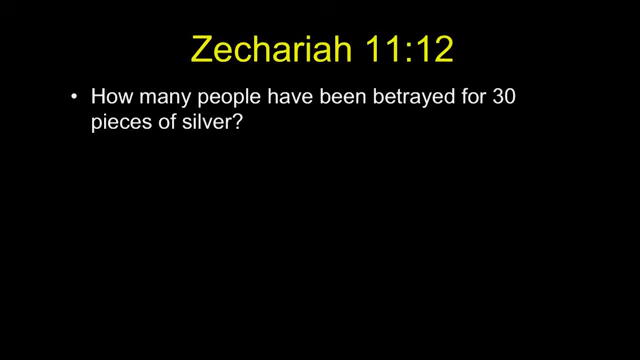 Zechariah 11:12
• How many people have been betrayed for 30
pieces of silver?